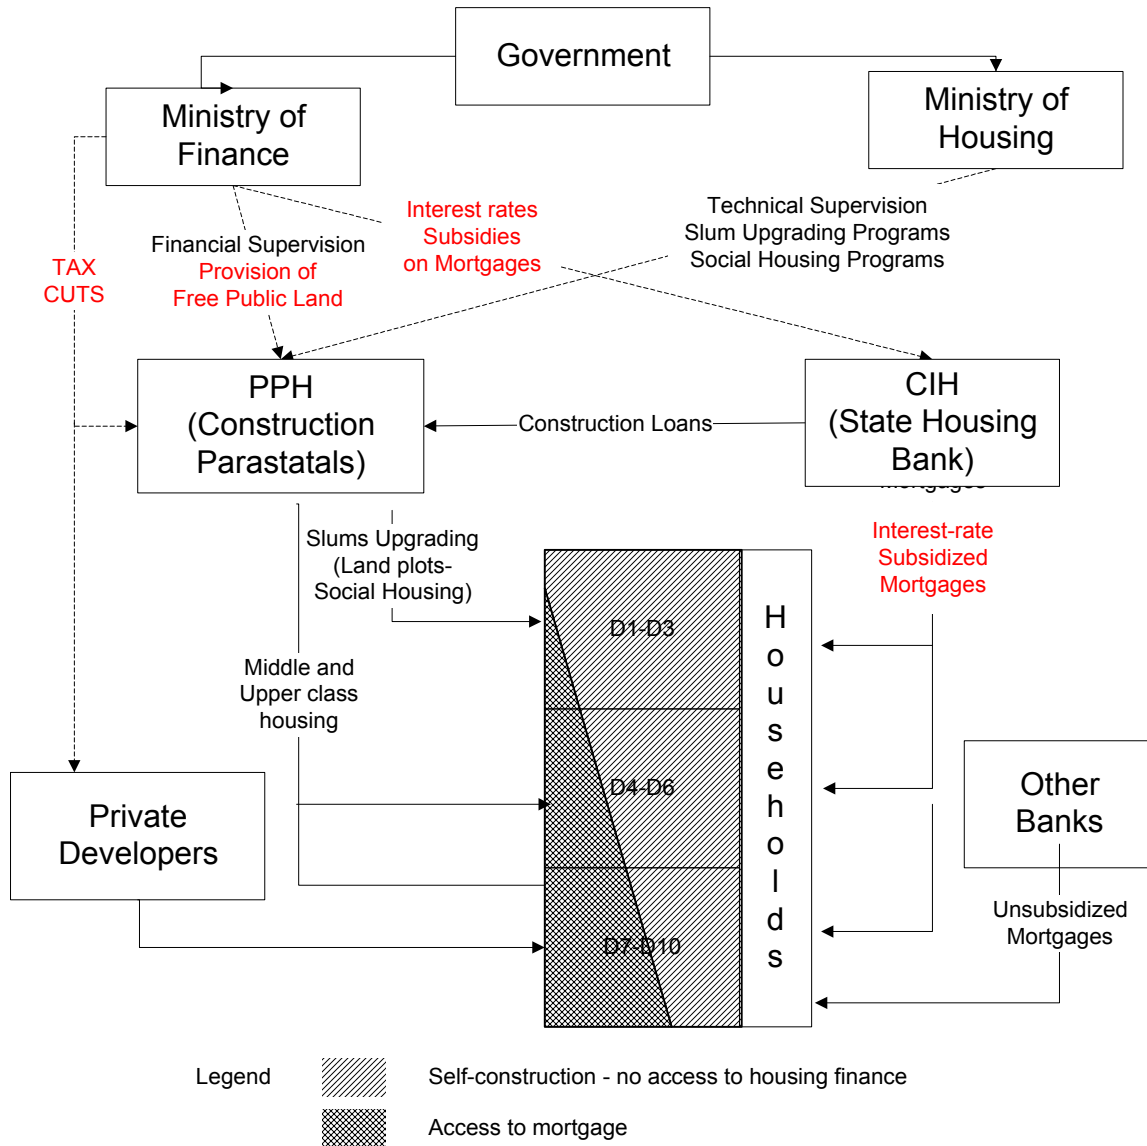 Government
Ministry of
Finance
Ministry of
Housing
Interest rates
Subsidies
on Mortgages
Technical Supervision
Slum Upgrading Programs
Social Housing Programs
Financial Supervision
Provision of
Free Public Land
TAX
CUTS
PPH
(Construction
Parastatals)
Construction Loans
CIH
(State Housing
Bank)
Mortgages
Interest-rate
Subsidized
Mortgages
Slums Upgrading
(Land plots-
Social Housing)
D1-D3
H
o
u
s
e
h
o
l
d
s
Middle and
Upper class
housing
D4-D6
Private
Developers
Other
Banks
D7-D10
Unsubsidized
Mortgages
Legend
Self-construction - no access to housing finance
Access to mortgage